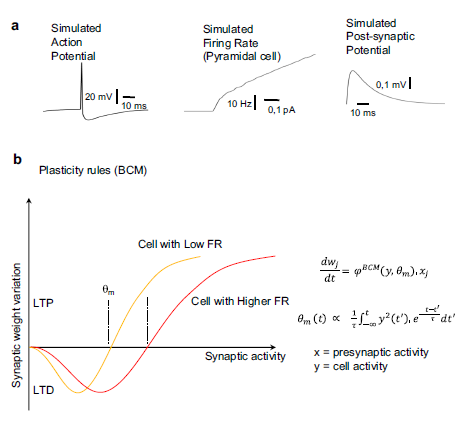 a
Simulated
Action
Potential
20 mV
10 ms
Simulated
Firing Rate
(Pyramidal cell)
10 Hz
0,1 pA
Simulated
Post-synaptic
Potential
0,1 mV
10 ms
b
Plasticity rules (BCM)
Synaptic weight variation
LTP
LTD
θm
Cell with Low FR
Cell with Higher FR
Synaptic activity
dwj/dt = φ^BCM(y, θm).xj
θm(t) ∝ 1/τ ∫_{-∞}^{t} y²(t').e^{-(t-t')/τ} dt'
x = presynaptic activity
y = cell activity